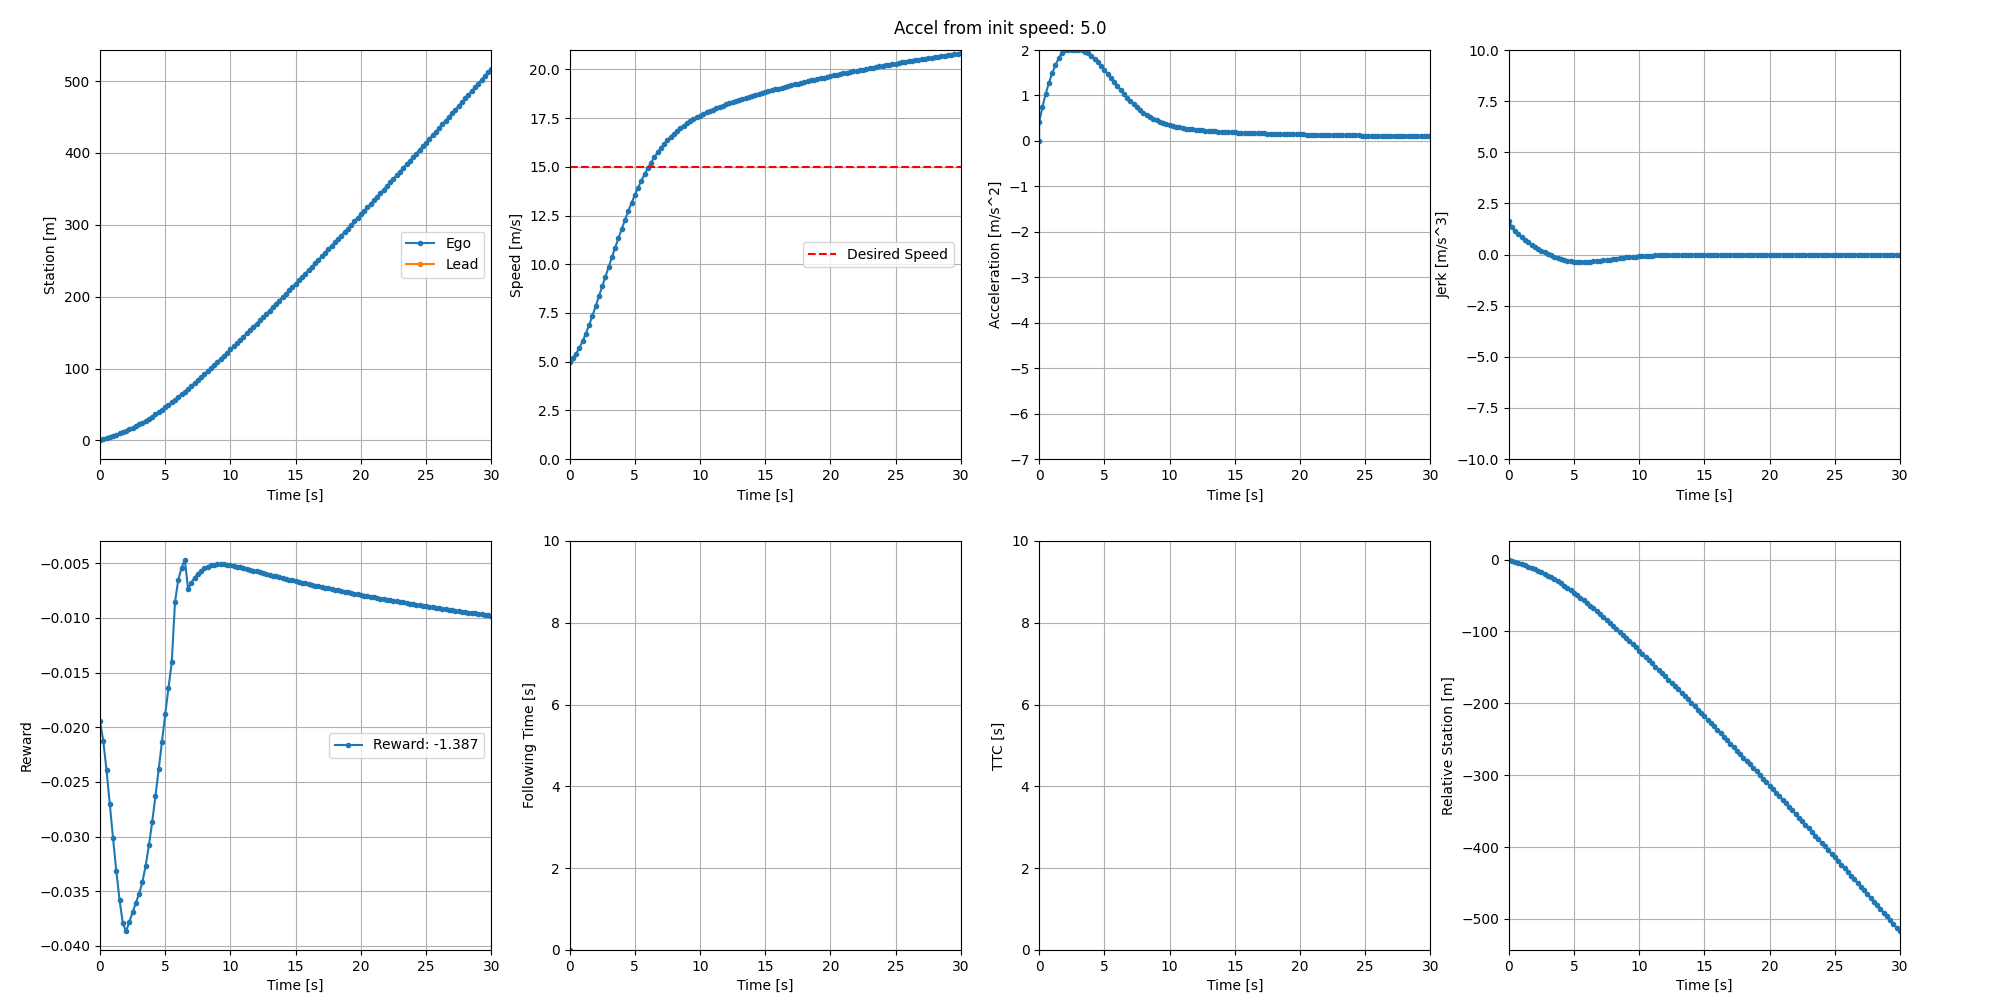 Accel from init speed: 5.0
Station [m]
500
400
300
200
100
0
Ego
Lead
0 5 10 15 20 25 30
Time [s]
Speed [m/s]
20.0
17.5
15.0
12.5
10.0
7.5
5.0
2.5
0.0
Desired Speed
0 5 10 15 20 25 30
Time [s]
Acceleration [m/s^2]
2
1
0
−1
−2
−3
−4
−5
−6
−7
0 5 10 15 20 25 30
Time [s]
Jerk [m/s^3]
10.0
7.5
5.0
2.5
0.0
−2.5
−5.0
−7.5
−10.0
0 5 10 15 20 25 30
Time [s]
Reward
−0.005
−0.010
−0.015
−0.020
−0.025
−0.030
−0.035
−0.040
Reward: -1.387
0 5 10 15 20 25 30
Time [s]
Following Time [s]
10
8
6
4
2
0
0 5 10 15 20 25 30
Time [s]
TTC [s]
10
8
6
4
2
0
0 5 10 15 20 25 30
Time [s]
Relative Station [m]
0
−100
−200
−300
−400
−500
0 5 10 15 20 25 30
Time [s]